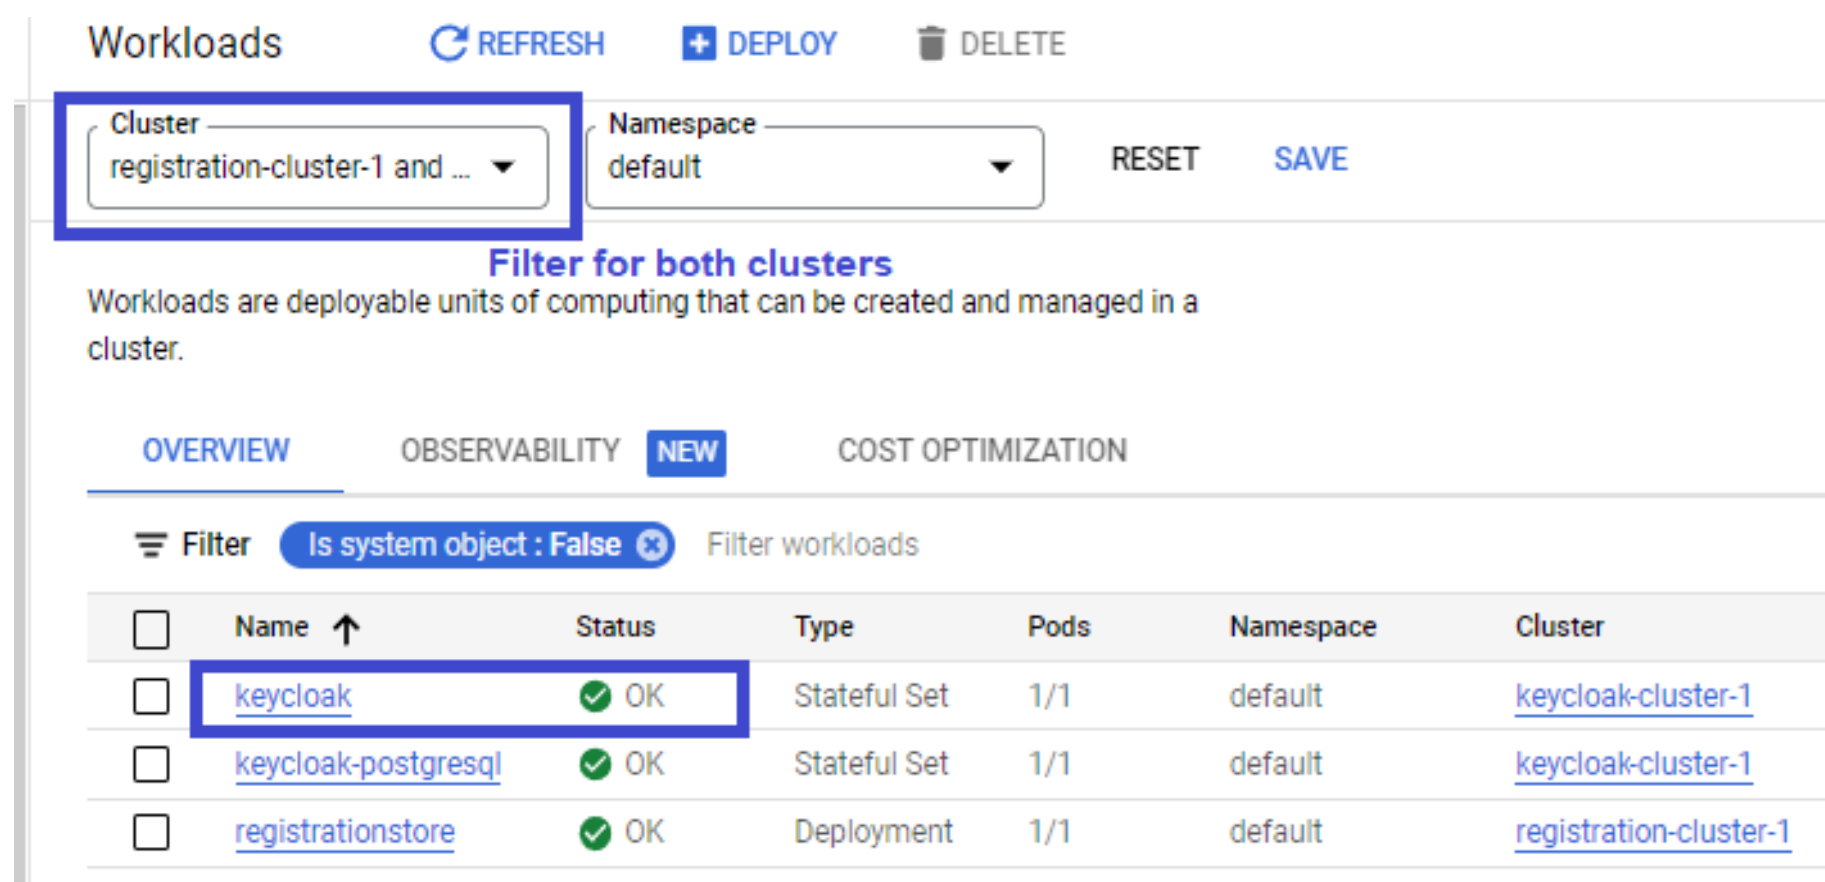 Workloads REFRESH DEPLOY DELETE
Cluster Namespace
registration-cluster-1 and ... default RESET SAVE
Filter for both clusters
Workloads are deployable units of computing that can be created and managed in a
cluster.
OVERVIEW OBSERVABILITY NEW COST OPTIMIZATION
Filter Is system object : False Filter workloads
Name Status Type Pods Namespace Cluster
keycloak OK Stateful Set 1/1 default keycloak-cluster-1
keycloak-postgresql OK Stateful Set 1/1 default keycloak-cluster-1
registrationstore OK Deployment 1/1 default registration-cluster-1